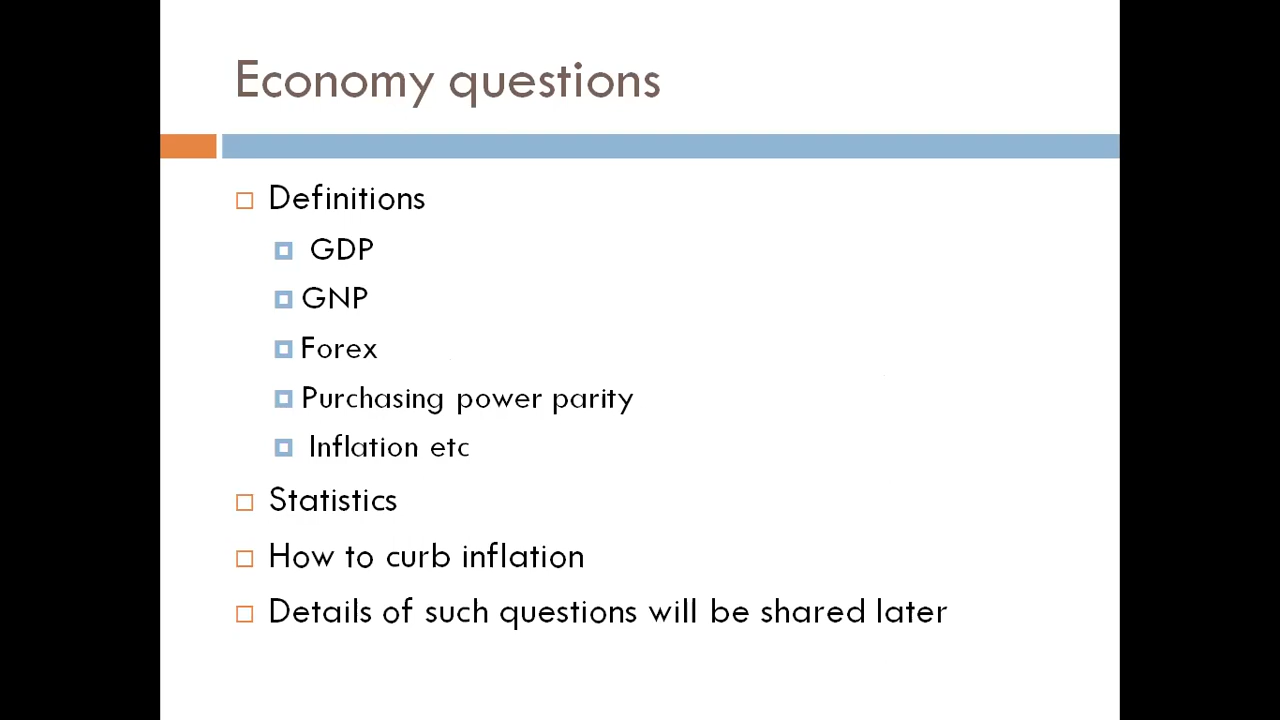 Economy questions
Definitions
GDP
GNP
Forex
Purchasing power parity
Inflation etc
Statistics
How to curb inflation
Details of such questions will be shared later